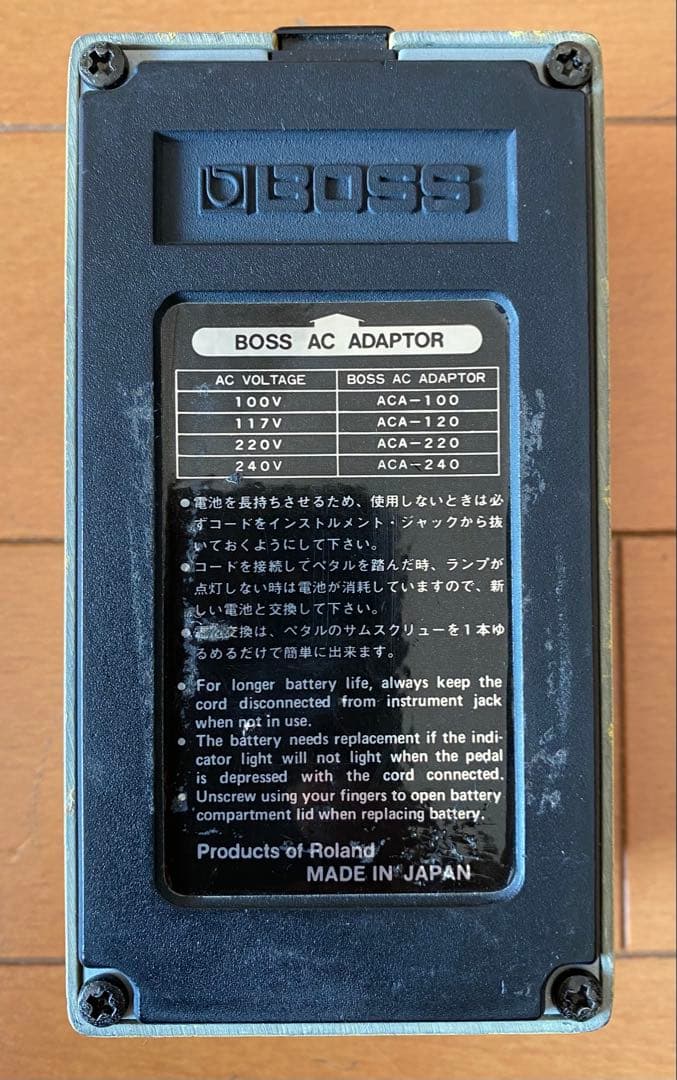 BOSS
BOSS AC ADAPTOR
AC VOLTAGE BOSS AC ADAPTOR
100V ACA-100
117V ACA-120
220V ACA-220
240V ACA-240
● 電池を長持ちさせるため、使用しないときは必
ずコードをインストルメント・ジャックから抜
いておくようにして下さい。
● コードを接続してペタルを踏んだ時、ランプが
点灯しない時は電池が消耗していますので、新
しい電池と交換して下さい。
● 電池交換は、ペタルのサムスクリューを1本ゆ
るめるだけで簡単に出来ます。
● For longer battery life, always keep the
cord disconnected from instrument jack
when not in use.
● The battery needs replacement if the indi-
cator light will not light when the pedal
is depressed with the cord connected.
● Unscrew using your fingers to open battery
compartment lid when replacing battery.
Products of Roland
MADE IN JAPAN